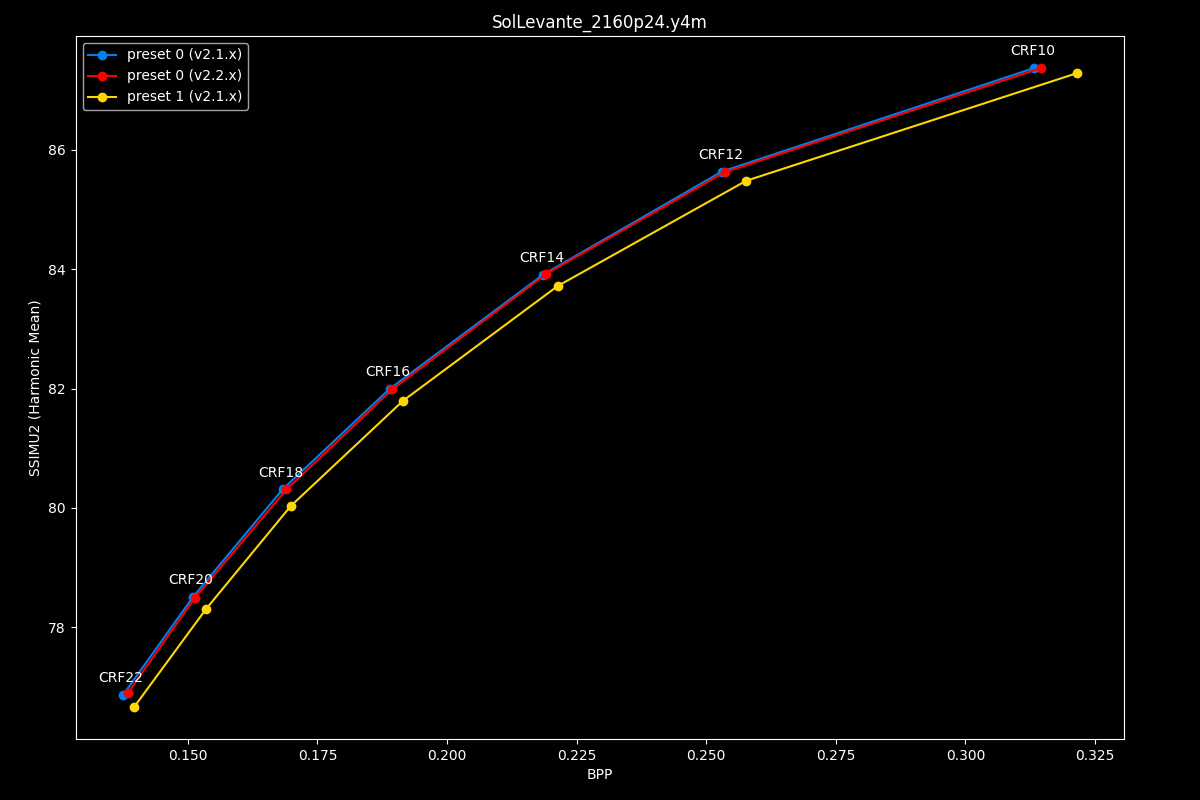 SolLevante_2160p24.y4m
preset 0 (v2.1.x)
preset 0 (v2.2.x)
preset 1 (v2.1.x)
CRF10
CRF12
CRF14
CRF16
CRF18
CRF20
CRF22
86
84
82
80
78
SSIMU2 (Harmonic Mean)
0.150 0.175 0.200 0.225 0.250 0.275 0.300 0.325
BPP